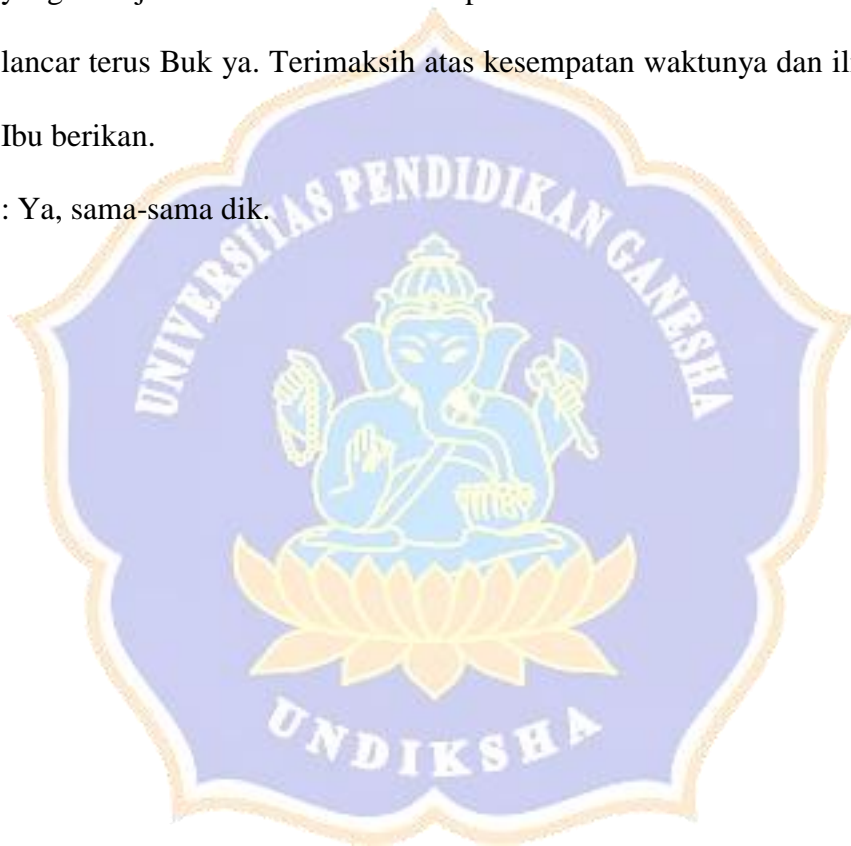 lancar terus Buk ya. Terimaksih atas kesempatan waktunya dan
Ibu berikan.
: Ya, sama-sama dik.
UNIVERSITAS PENDIDIKAN GANESHA
UNDIKSHA